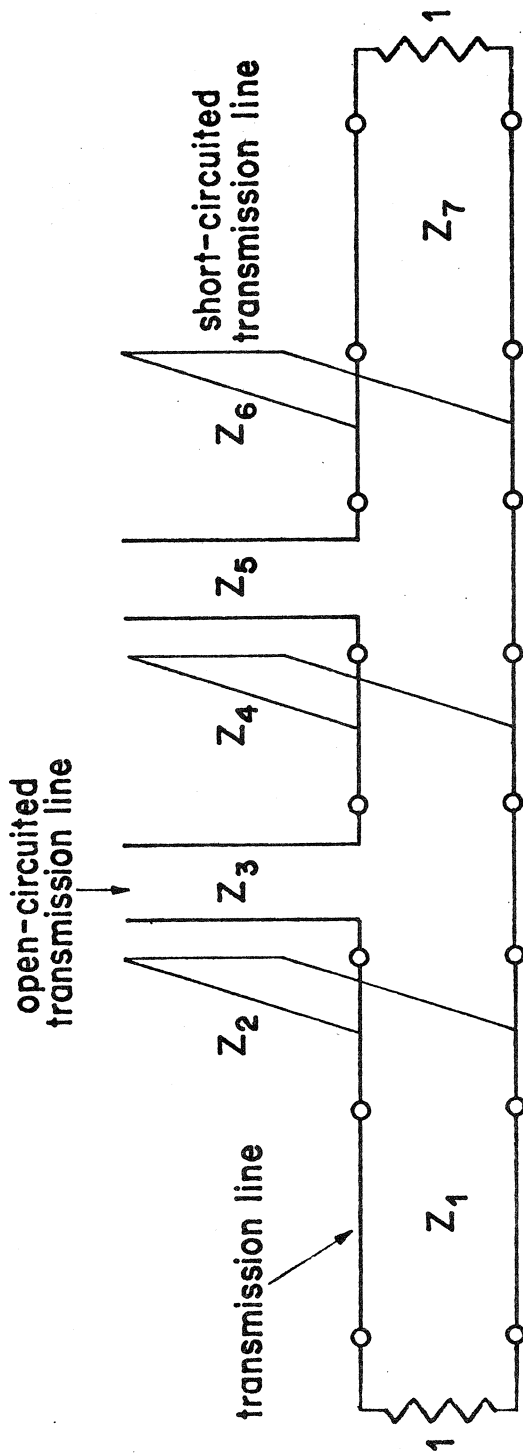 open-circuited
transmission line
short-circuited
transmission line
transmission line
Z2
Z3
Z4
Z5
Z6
1
Z1
Z7
1